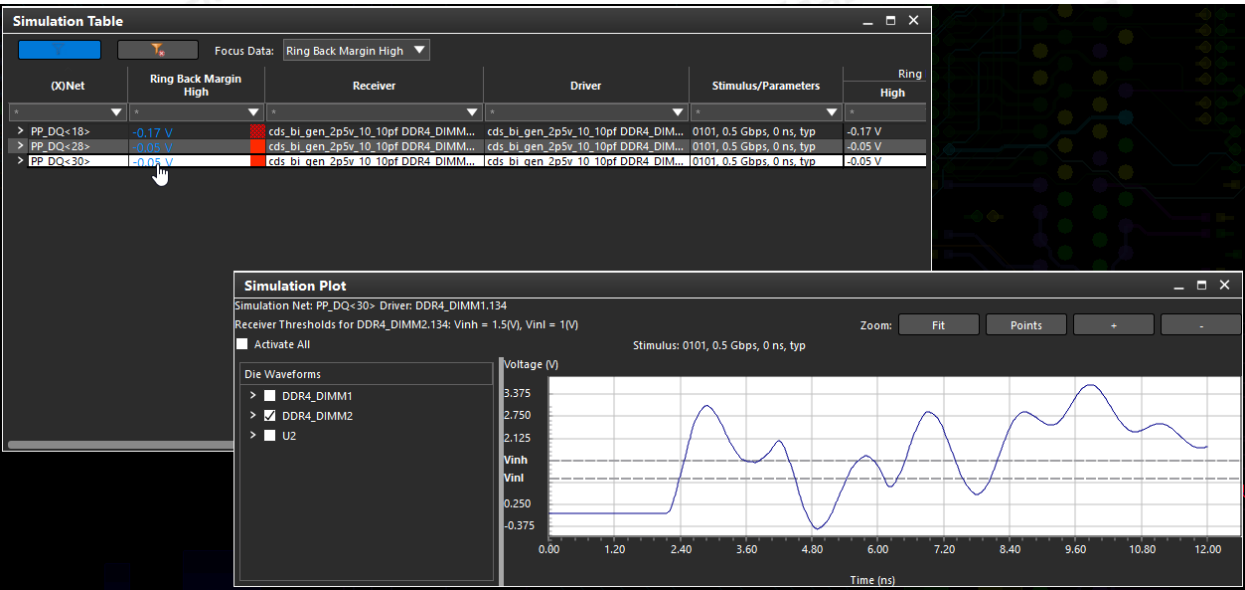 Simulation Table
Focus Data: Ring Back Margin High
(X)Net Ring Back Margin High Receiver Driver Stimulus/Parameters Ring High
* * * * *
> PP_DQ<18> -0.17 V cds_bi_gen_2p5v_10_10pf DDR4_DIMM... cds_bi_gen_2p5v_10_10pf DDR4_DIM... 0101, 0.5 Gbps, 0 ns, typ -0.17 V
> PP_DQ<28> -0.05 V cds_bi_gen_2p5v_10_10pf DDR4_DIMM... cds_bi_gen_2p5v_10_10pf DDR4_DIM... 0101, 0.5 Gbps, 0 ns, typ -0.05 V
> PP_DQ<30> -0.05 V cds_bi_gen_2p5v_10_10pf DDR4_DIMM... cds_bi_gen_2p5v_10_10pf DDR4_DIM... 0101, 0.5 Gbps, 0 ns, typ -0.05 V
Simulation Plot
Simulation Net: PP_DQ<30> Driver: DDR4_DIMM1.134
Receiver Thresholds for DDR4_DIMM2.134: Vinh = 1.5(V), Vinl = 1(V)
Zoom: Fit Points + -
Activate All
Stimulus: 0101, 0.5 Gbps, 0 ns, typ
Die Waveforms
> DDR4_DIMM1
> DDR4_DIMM2
> U2
Voltage (V)
3.375
2.750
2.125
Vinh
Vinl
0.250
-0.375
0.00 1.20 2.40 3.60 4.80 6.00 7.20 8.40 9.60 10.80 12.00
Time (ns)